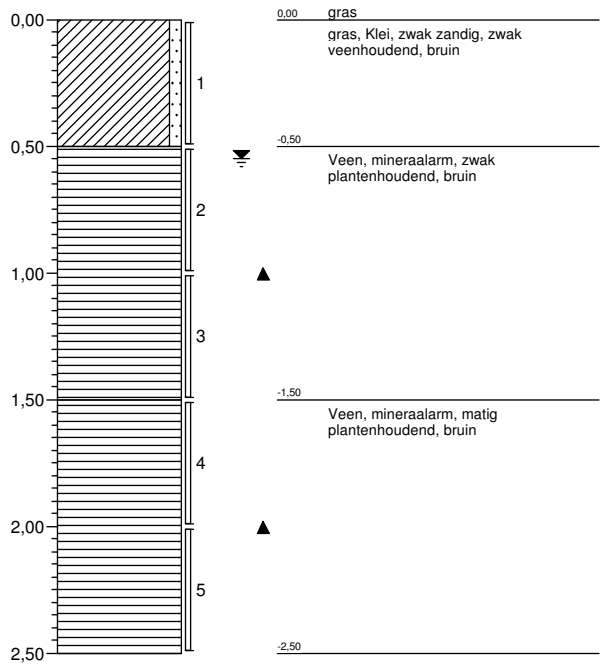 0,00
0,50
1,00
1,50
2,00
2,50
1
2
3
4
5
0,00
gras
gras, Klei, zwak zandig, zwak
veenhoudend, bruin
-0,50
Veen, mineraalarm, zwak
plantenhoudend, bruin
-1,50
Veen, mineraalarm, matig
plantenhoudend, bruin
-2,50